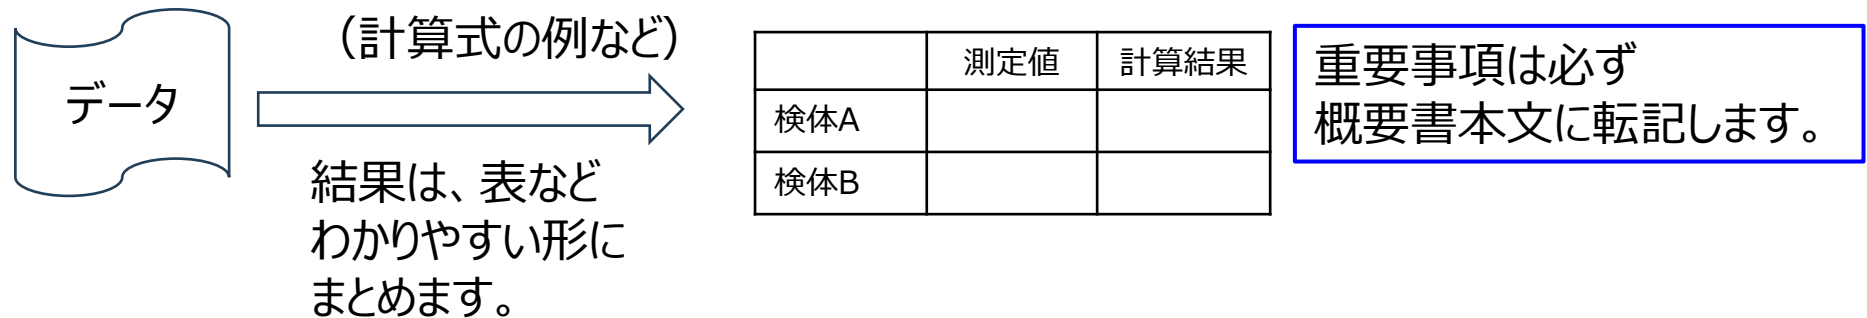 データ
（計算式の例など）
結果は、表など
わかりやすい形に
まとめます。
測定値 計算結果
検体A
検体B
重要事項は必ず
概要書本文に転記します。